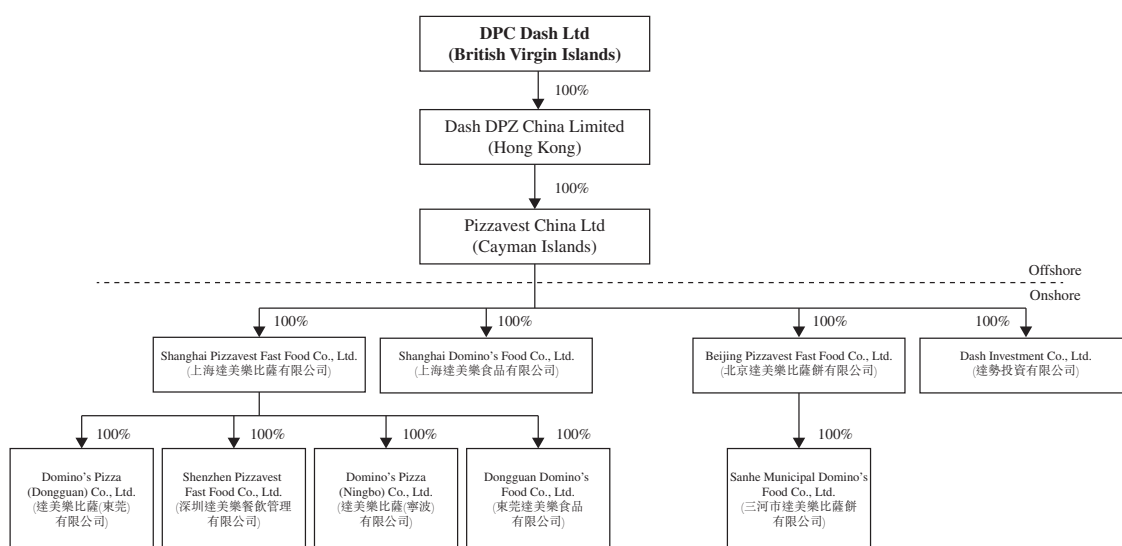 DPC Dash Ltd
(British Virgin Islands)
100%
Dash DPZ China Limited
(Hong Kong)
100%
Pizzavest China Ltd
(Cayman Islands)
Offshore
Onshore
100%
100%
100%
100%
Shanghai Pizzavest Fast Food Co., Ltd.
(上海達美樂比薩有限公司)
Shanghai Domino’s Food Co., Ltd.
(上海達美樂食品有限公司)
Beijing Pizzavest Fast Food Co., Ltd.
(北京達美樂比薩餅有限公司)
Dash Investment Co., Ltd.
(達勢投資有限公司)
100%
100%
100%
100%
100%
Domino’s Pizza
(Dongguan) Co., Ltd.
(達美樂比薩(東莞)
有限公司)
Shenzhen Pizzavest
Fast Food Co., Ltd.
(深圳達美樂餐飲管理
有限公司)
Domino’s Pizza
(Ningbo) Co., Ltd.
(達美樂比薩(寧波)
有限公司)
Dongguan Domino’s
Food Co., Ltd.
(東莞達美樂食品
有限公司)
Sanhe Municipal Domino’s
Food Co., Ltd.
(三河市達美樂比薩餅
有限公司)